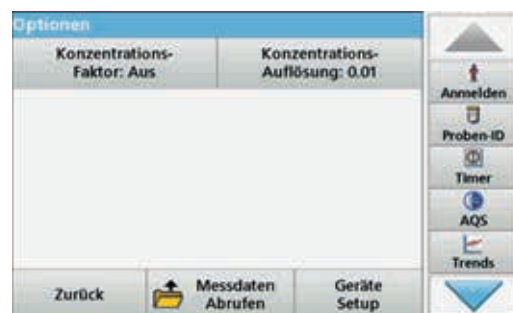 Optionen
Konzentrations-
Faktor: Aus
Konzentrations-
Auflösung: 0.01
Anmelden
Proben-ID
Timer
AQS
Trends
Zurück
Messdaten
Abrufen
Geräte
Setup